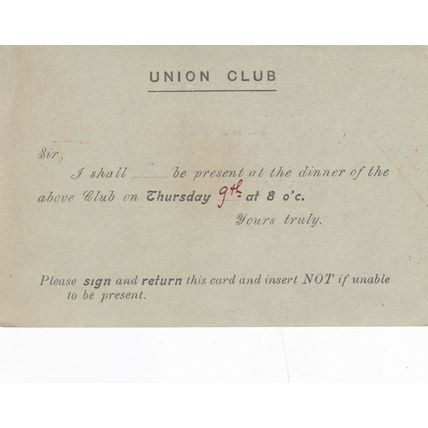 UNION CLUB
Sir,
I shall ____ be present at the dinner of the
above Club on Thursday 9th at 8 o'c.
Yours truly.
Please sign and return this card and insert NOT if unable
to be present.